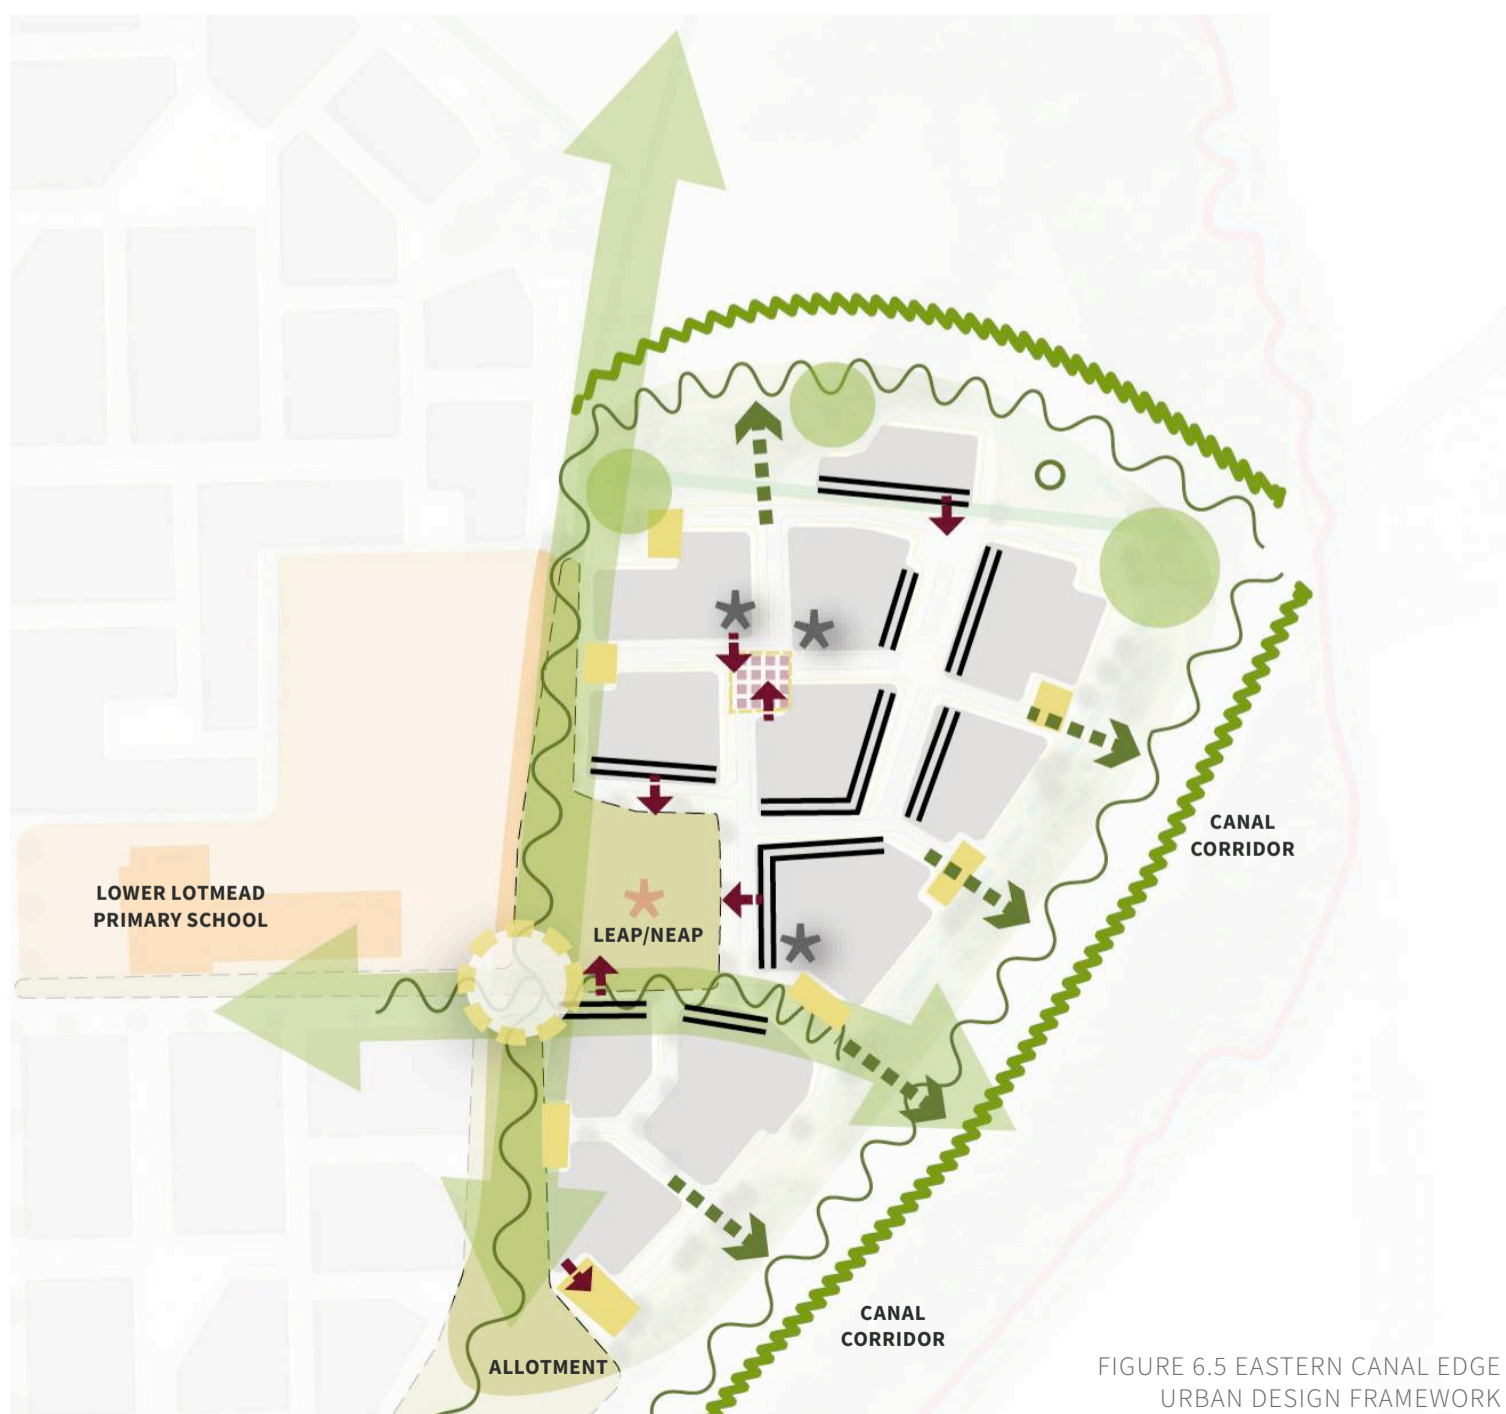 CANAL
CORRIDOR
LOWER LOTMEAD
PRIMARY SCHOOL
LEAP/NEAP
CANAL
CORRIDOR
ALLOTMENT
FIGURE 6.5 EASTERN CANAL EDGE
URBAN DESIGN FRAMEWORK